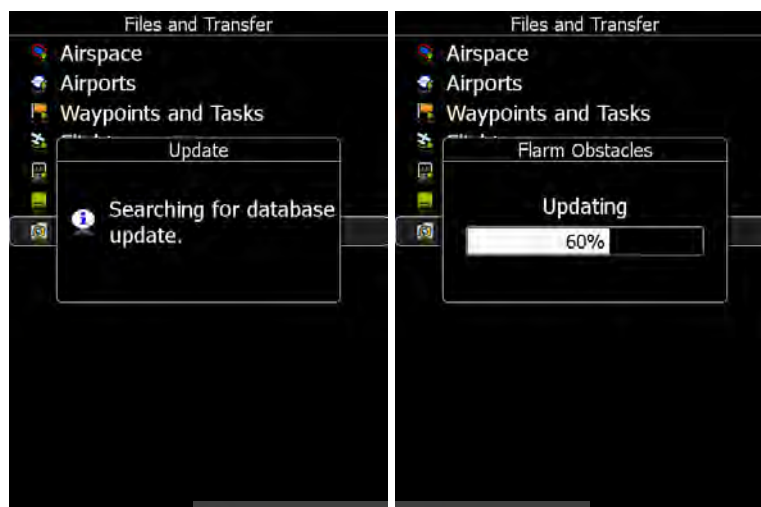 Files and Transfer
Airspace
Airports
Waypoints and Tasks
Update
Searching for database
update.
Files and Transfer
Airspace
Airports
Waypoints and Tasks
Flarm Obstacles
Updating
60%